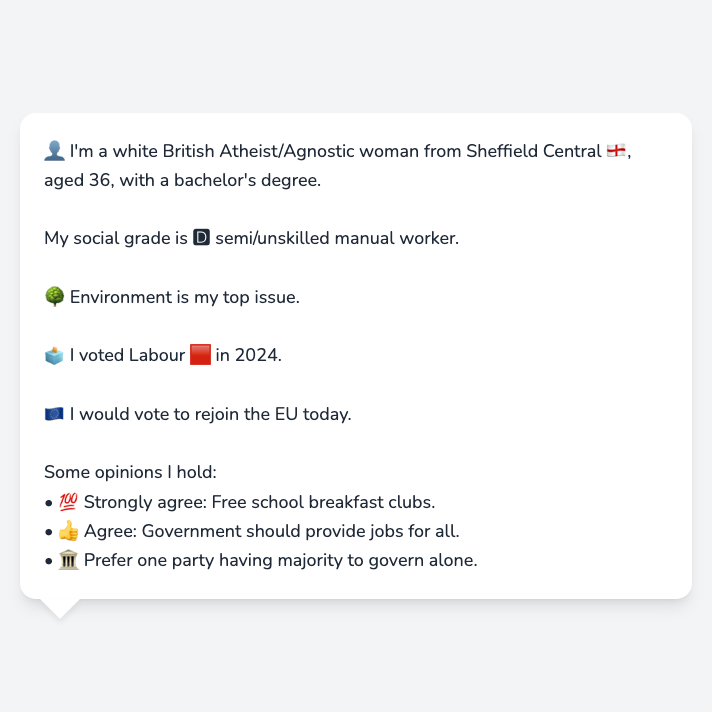 👤 I'm a white British Atheist/Agnostic woman from Sheffield Central 🏴󠁧󠁢󠁥󠁮󠁧󠁿,
aged 36, with a bachelor's degree.
My social grade is 🅳 semi/unskilled manual worker.
🌳 Environment is my top issue.
🗳️ I voted Labour 🟥 in 2024.
🇪🇺 I would vote to rejoin the EU today.
Some opinions I hold:
• 💯 Strongly agree: Free school breakfast clubs.
• 👍 Agree: Government should provide jobs for all.
• 🏛️ Prefer one party having majority to govern alone.